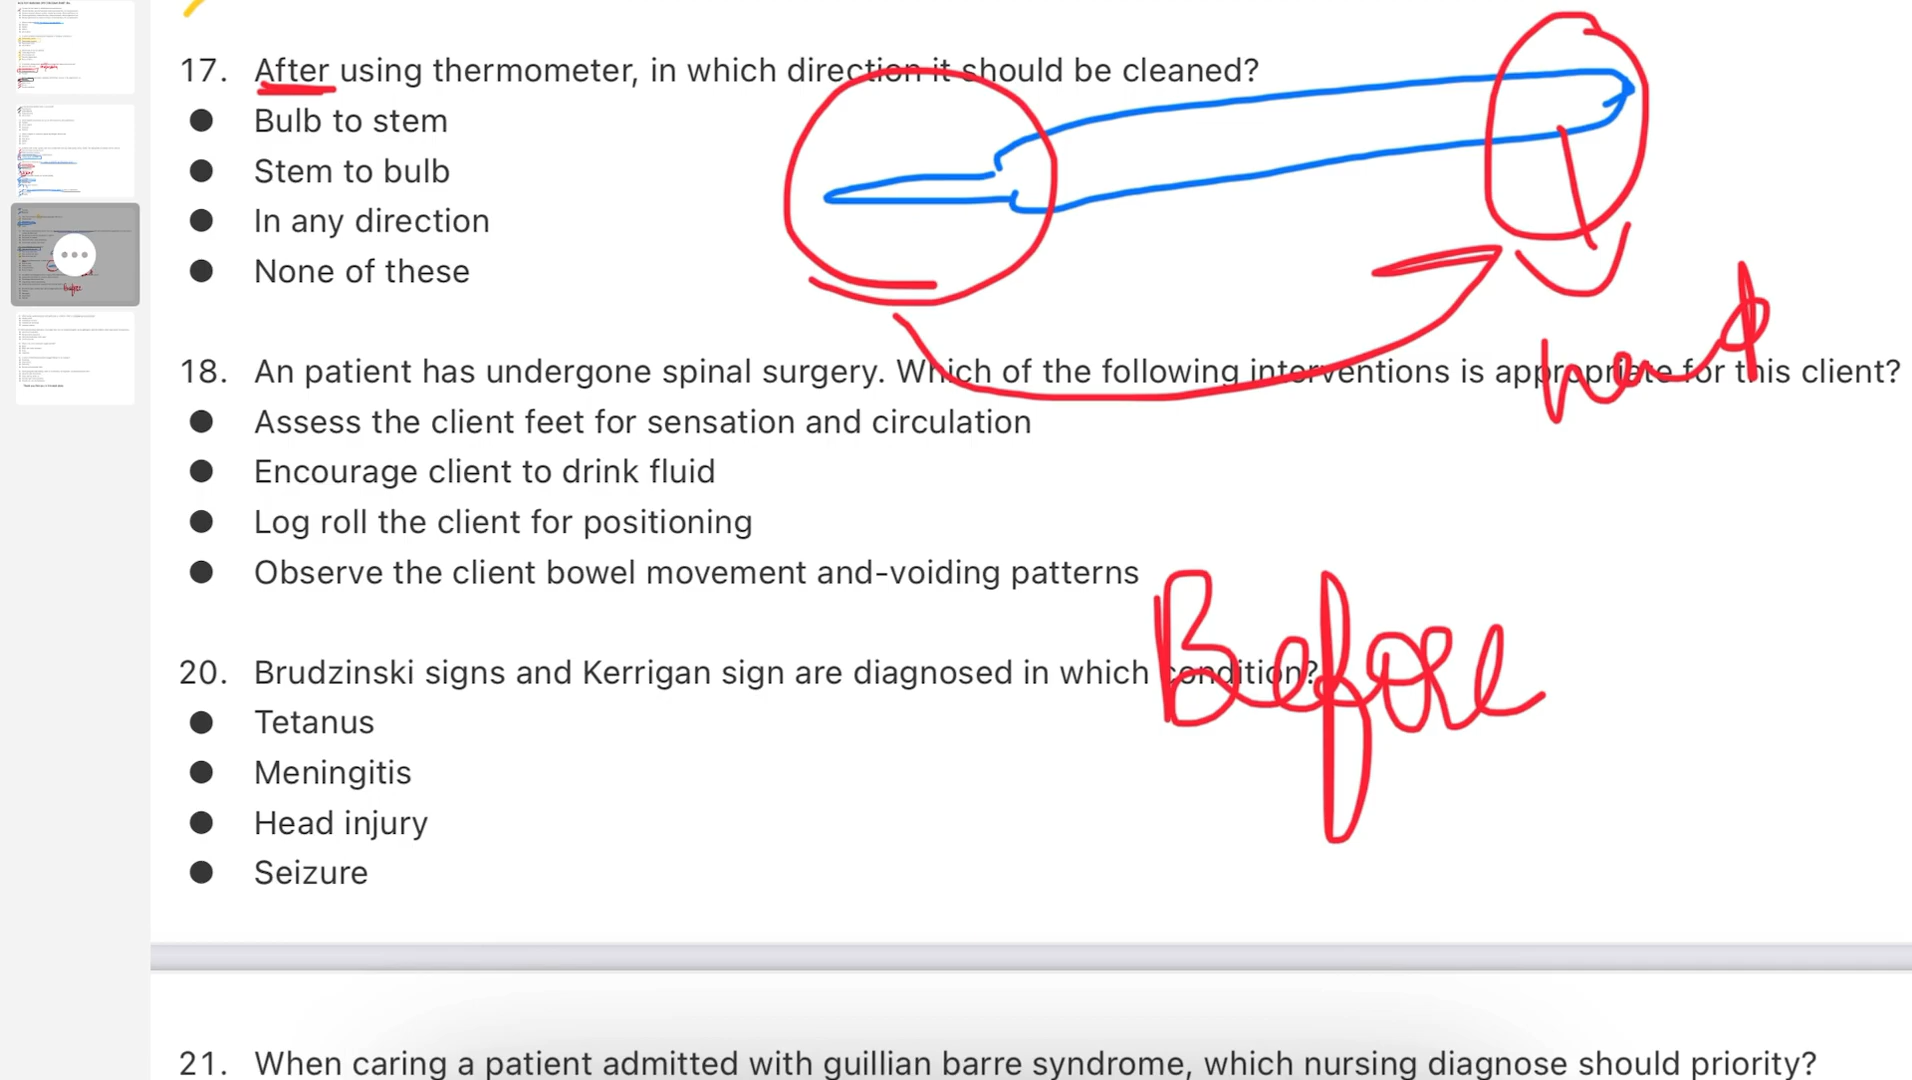 17. After using thermometer, in which direction it should be cleaned?
● Bulb to stem
● Stem to bulb
● In any direction
● None of these
hand
18. An patient has undergone spinal surgery. Which of the following interventions is appropriate for this client?
● Assess the client feet for sensation and circulation
● Encourage client to drink fluid
● Log roll the client for positioning
● Observe the client bowel movement and-voiding patterns
Before
20. Brudzinski signs and Kerrigan sign are diagnosed in which condition?
● Tetanus
● Meningitis
● Head injury
● Seizure
21. When caring a patient admitted with guillian barre syndrome, which nursing diagnose should priority?